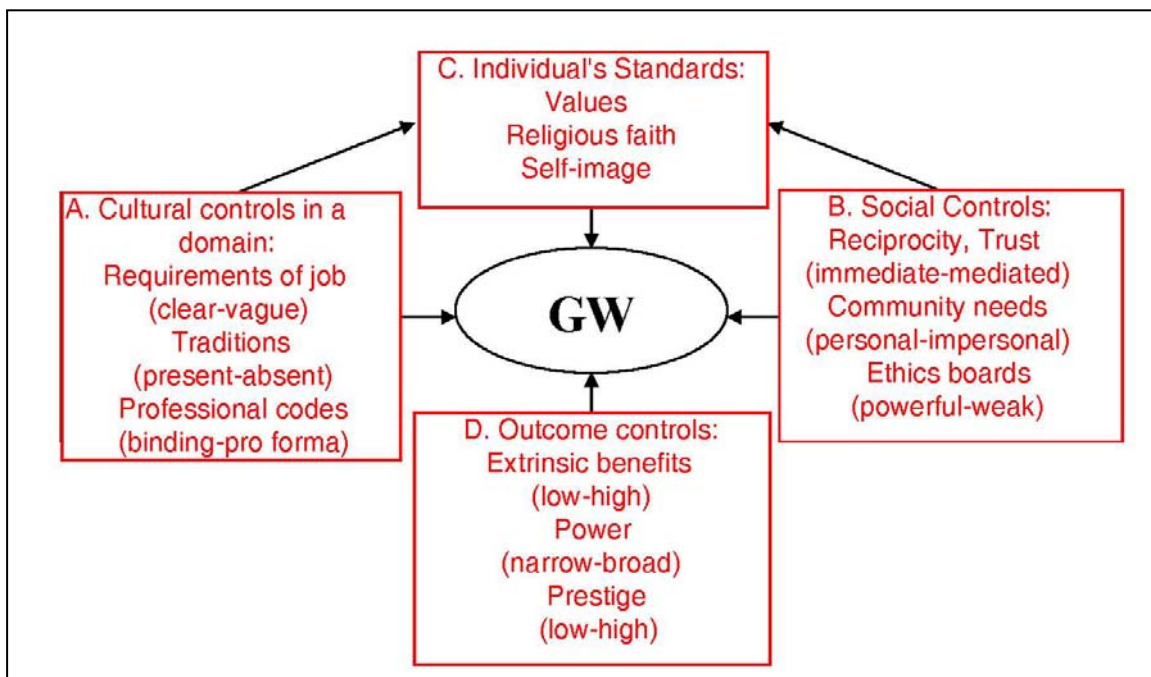 C. Individual's Standards:
Values
Religious faith
Self-image
A. Cultural controls in a
domain:
Requirements of job
(clear-vague)
Traditions
(present-absent)
Professional codes
(binding-pro forma)
GW
B. Social Controls:
Reciprocity, Trust
(immediate-mediated)
Community needs
(personal-impersonal)
Ethics boards
(powerful-weak)
D. Outcome controls:
Extrinsic benefits
(low-high)
Power
(narrow-broad)
Prestige
(low-high)